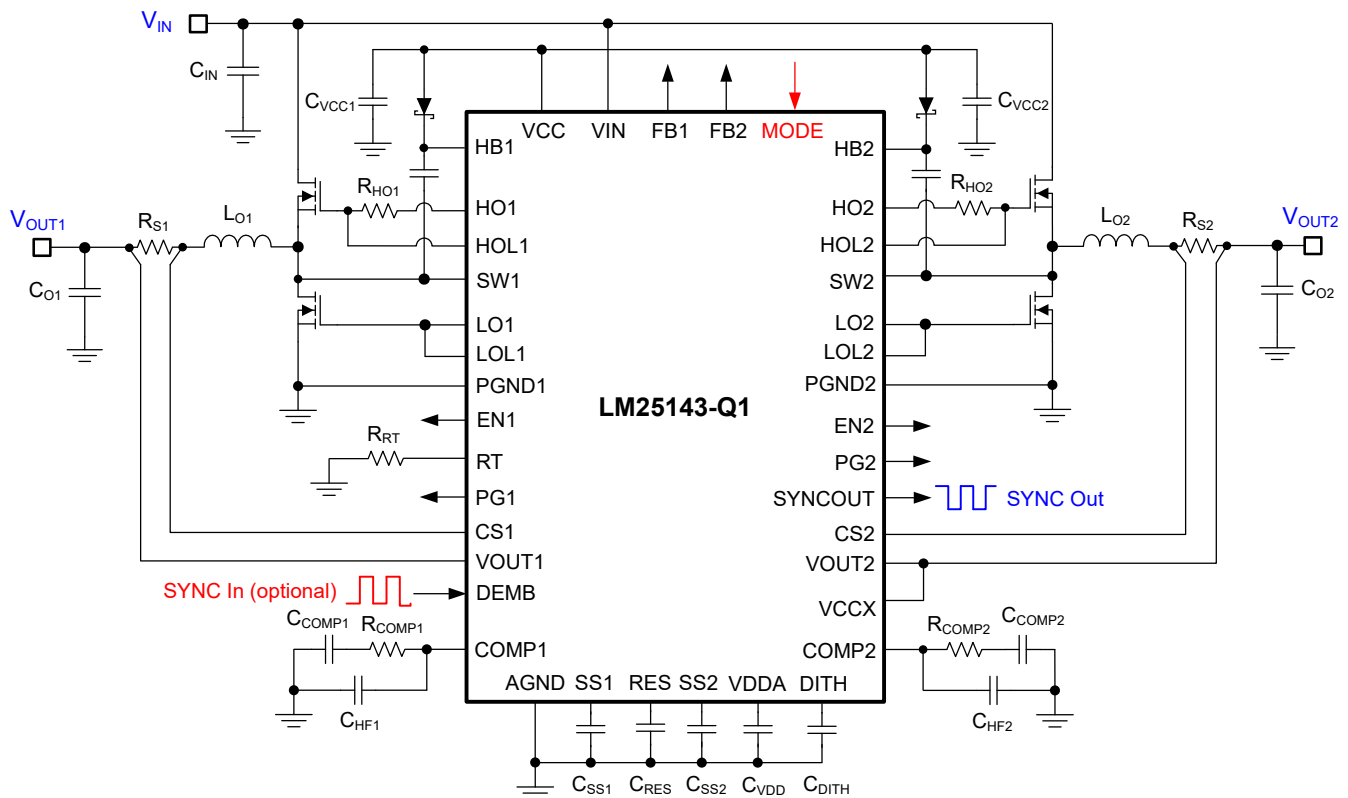 VIN
CIN
CVCC1
CVCC2
VCC VIN FB1 FB2 MODE
HB1
HB2
RHO1
HO1
HO2
RHO2
VOUT1
RS1
LO1
HOL1
HOL2
LO2
RS2
VOUT2
SW1
SW2
CO1
CO2
LO1
LO2
LOL1
LOL2
PGND1
PGND2
LM25143-Q1
EN1
EN2
RRT
RT
PG2
PG1
SYNCOUT
SYNC Out
CS1
CS2
VOUT1
VOUT2
SYNC In (optional)
DEMB
VCCX
CCOMP1
RCOMP1
COMP1
COMP2
RCOMP2
CCOMP2
CHF1
CHF2
AGND SS1 RES SS2 VDDA DITH
CSS1 CRES CSS2 CVDD CDITH